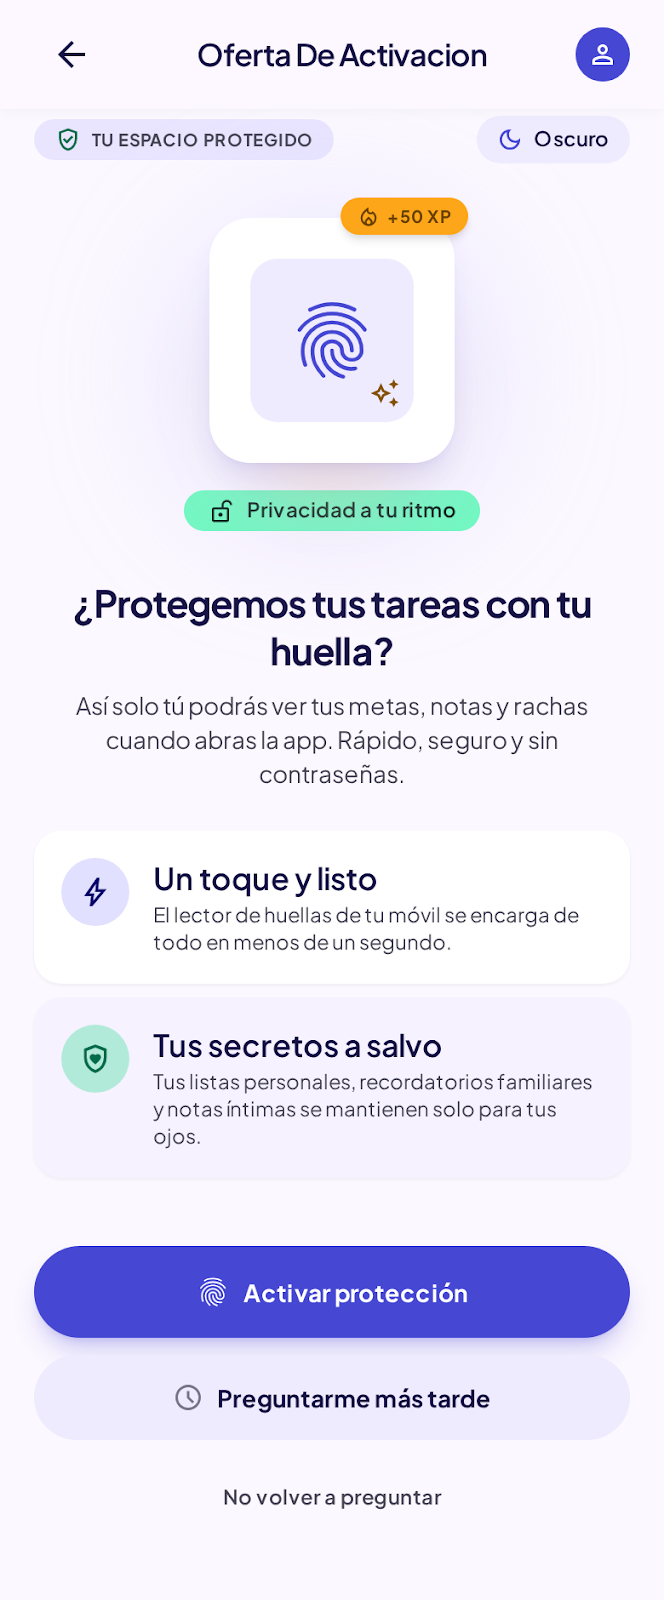 Oferta De Activacion
TU ESPACIO PROTEGIDO
Oscuro
+50 XP
Privacidad a tu ritmo
¿Protegemos tus tareas con tu
huella?
Así solo tú podrás ver tus metas, notas y rachas
cuando abras la app. Rápido, seguro y sin
contraseñas.
Un toque y listo
El lector de huellas de tu móvil se encarga de
todo en menos de un segundo.
Tus secretos a salvo
Tus listas personales, recordatorios familiares
y notas íntimas se mantienen solo para tus
ojos.
Activar protección
Preguntarme más tarde
No volver a preguntar